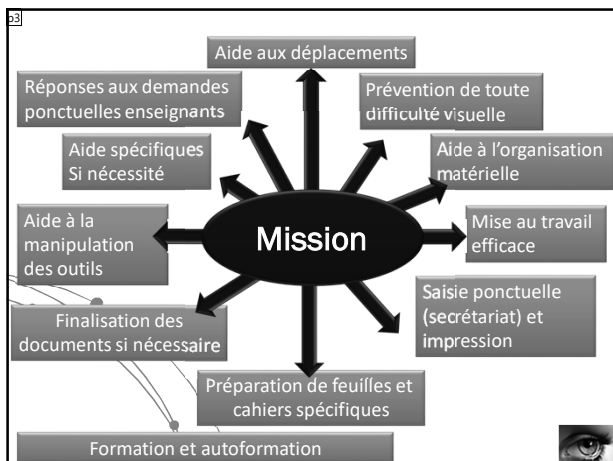 p3
Aide aux déplacements
Réponses aux demandes
ponctuelles enseignants
Prévention de toute
difficulté visuelle
Aide spécifiques
Si nécessité
Aide à l'organisation
matérielle
Aide à la
manipulation
des outils
Mission
Mise au travail
efficace
Saisie ponctuelle
(secrétariat) et
impression
Finalisation des
documents si nécessaire
Préparation de feuilles et
cahiers spécifiques
Formation et autoformation